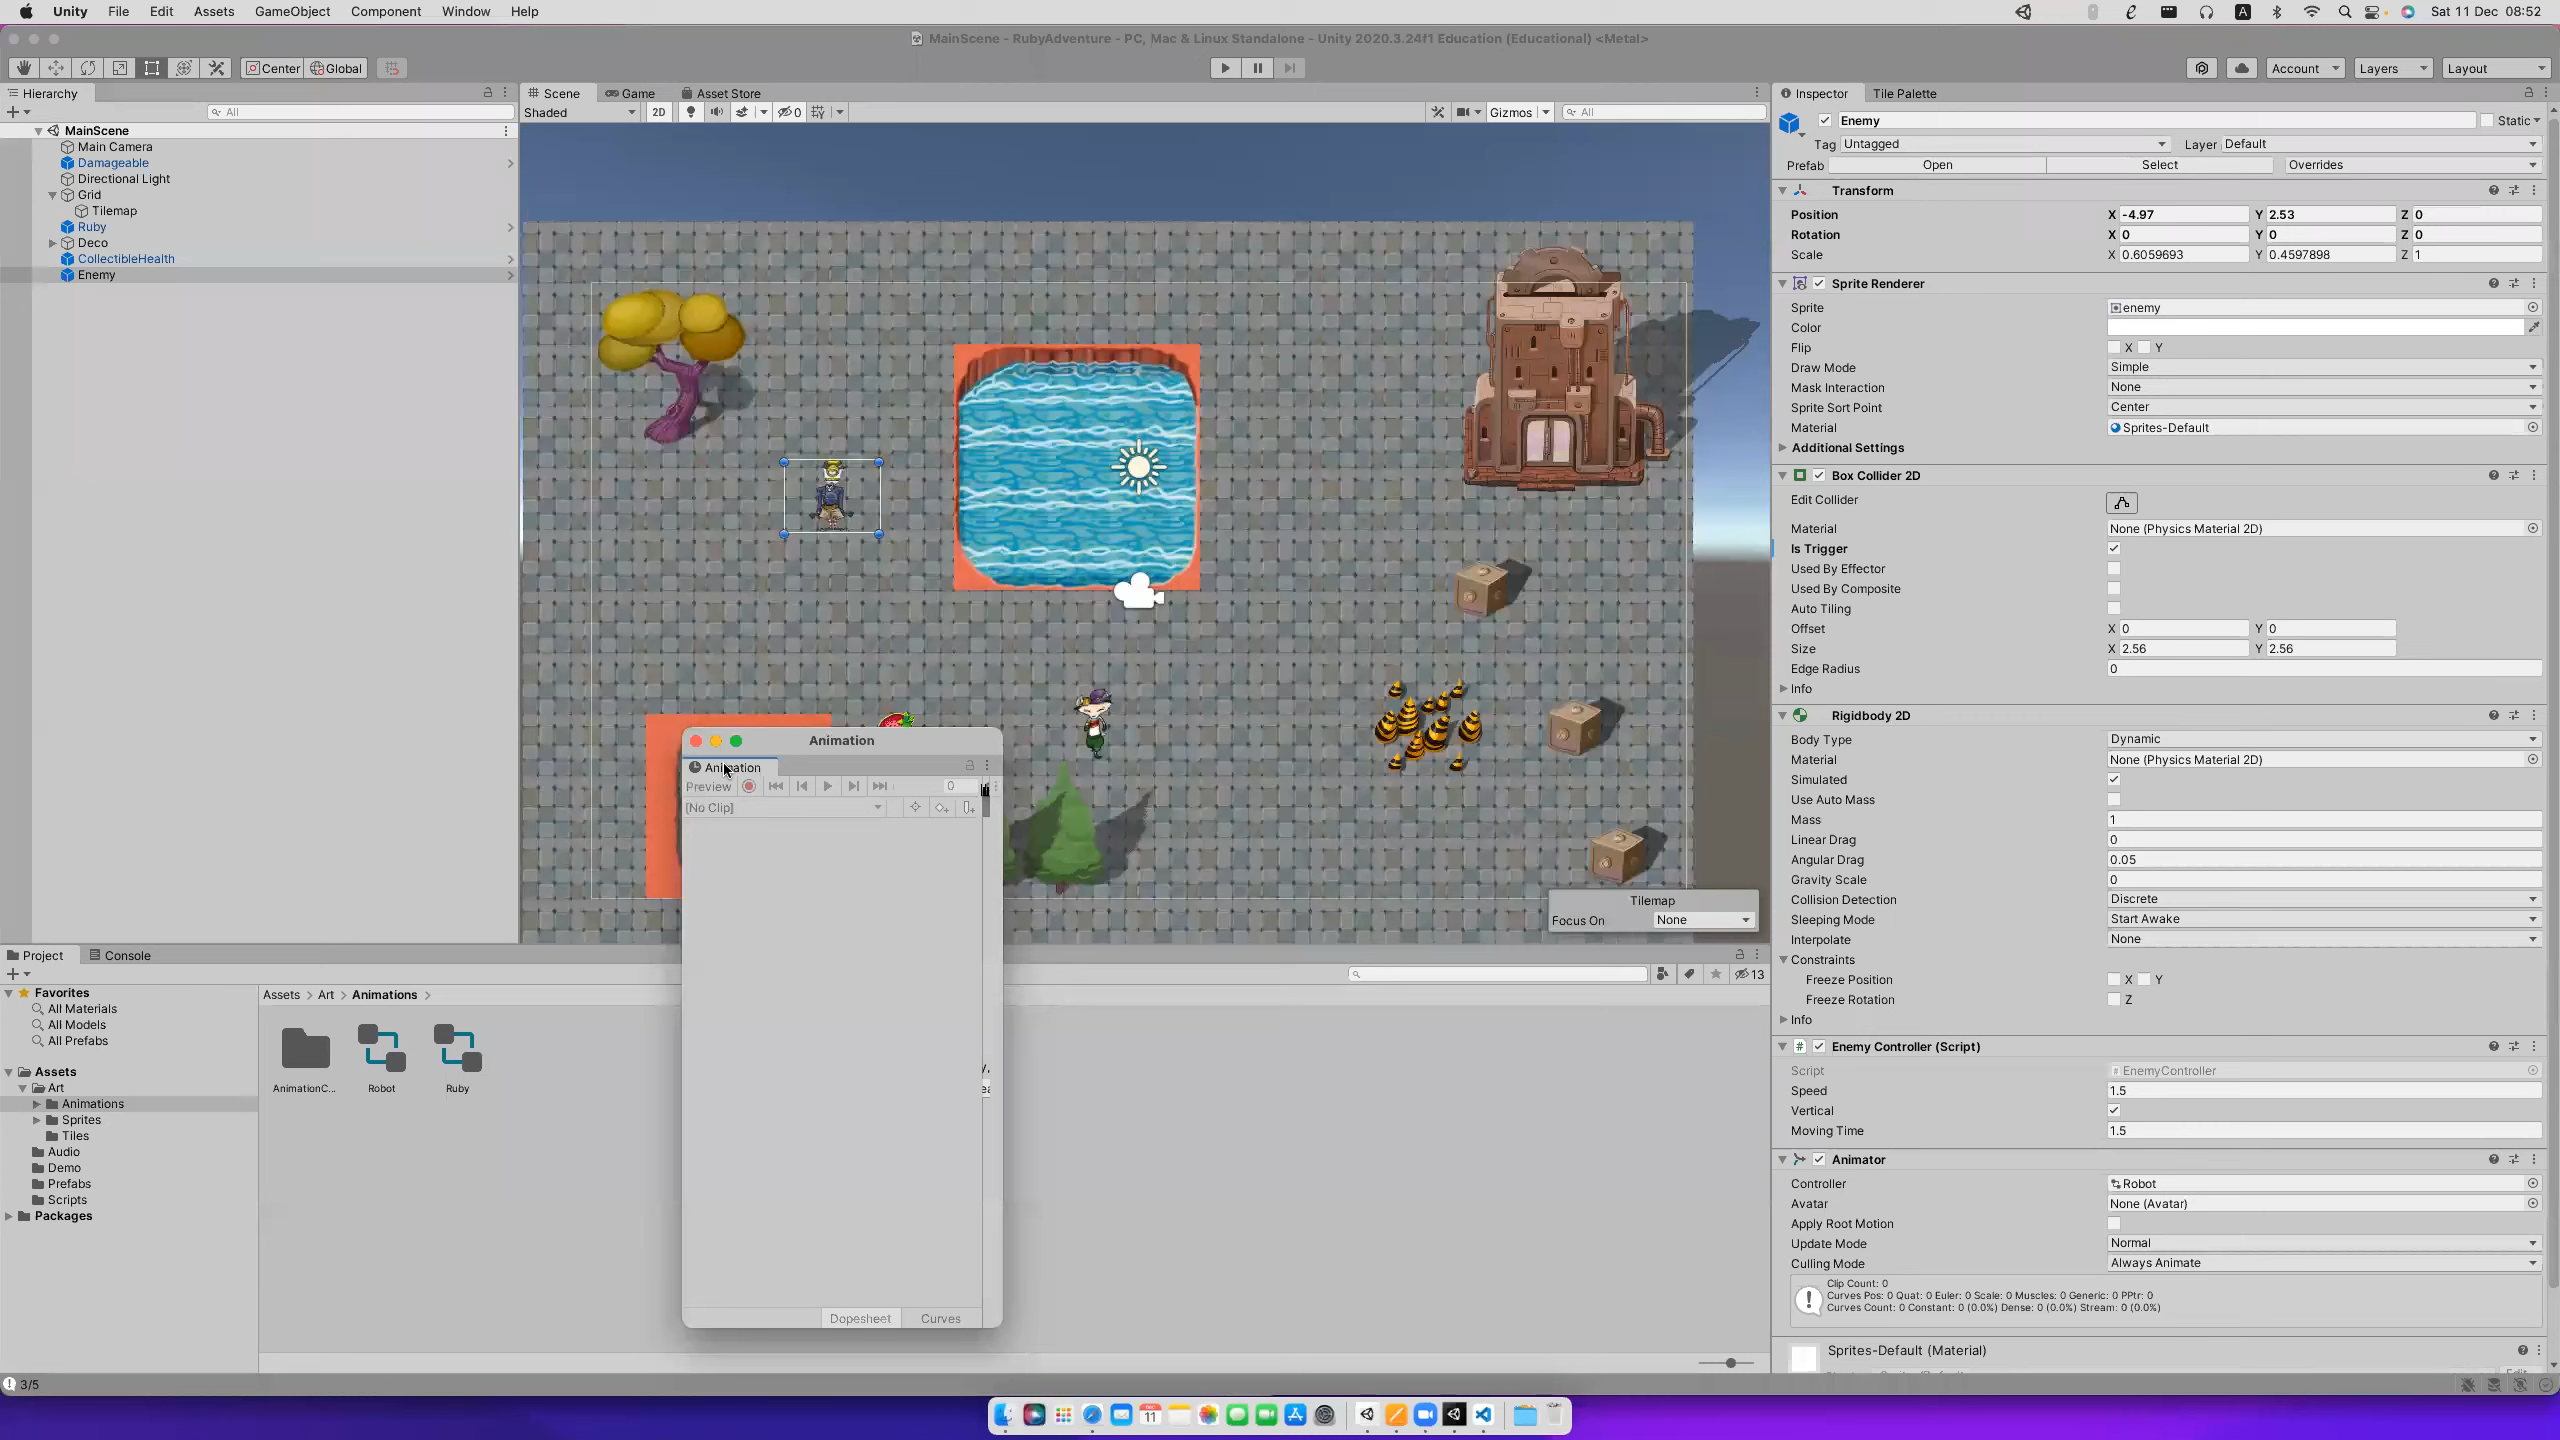 Unity File Edit Assets GameObject Component Window Help
A Sat 11 Dec 08:52
MainScene - RubyAdventure - PC, Mac & Linux Standalone - Unity 2020.3.24f1 Education (Educational) <Metal>
Center Global
Account Layers Layout
Hierarchy
All
MainScene
Main Camera
Damageable
Directional Light
Grid
Tilemap
Ruby
Deco
CollectibleHealth
Enemy
Scene Game Asset Store
Shaded 2D 0 Gizmos All
Tilemap
Focus On None
Animation
Animation
Preview 0
[No Clip]
Dopesheet Curves
Project Console
13
Favorites
All Materials
All Models
All Prefabs
Assets
Art
Animations
Sprites
Tiles
Audio
Demo
Prefabs
Scripts
Packages
Assets > Art > Animations >
AnimationC... Robot Ruby
3/5
11
Inspector Tile Palette
Enemy Static
Tag Untagged Layer Default
Prefab Open Select Overrides
Transform
Position X -4.97 Y 2.53 Z 0
Rotation X 0 Y 0 Z 0
Scale X 0.6059693 Y 0.4597898 Z 1
Sprite Renderer
Sprite enemy
Color
Flip X Y
Draw Mode Simple
Mask Interaction None
Sprite Sort Point Center
Material Sprites-Default
Additional Settings
Box Collider 2D
Edit Collider
Material None (Physics Material 2D)
Is Trigger
Used By Effector
Used By Composite
Auto Tiling
Offset X 0 Y 0
Size X 2.56 Y 2.56
Edge Radius 0
Info
Rigidbody 2D
Body Type Dynamic
Material None (Physics Material 2D)
Simulated
Use Auto Mass
Mass 1
Linear Drag 0
Angular Drag 0.05
Gravity Scale 0
Collision Detection Discrete
Sleeping Mode Start Awake
Interpolate None
Constraints
Freeze Position X Y
Freeze Rotation Z
Info
Enemy Controller (Script)
Script EnemyController
Speed 1.5
Vertical
Moving Time 1.5
Animator
Controller Robot
Avatar None (Avatar)
Apply Root Motion
Update Mode Normal
Culling Mode Always Animate
Clip Count: 0
Curves Pos: 0 Quat: 0 Euler: 0 Scale: 0 Muscles: 0 Generic: 0 PPtr: 0
Curves Count: 0 Constant: 0 (0.0%) Dense: 0 (0.0%) Stream: 0 (0.0%)
Sprites-Default (Material)